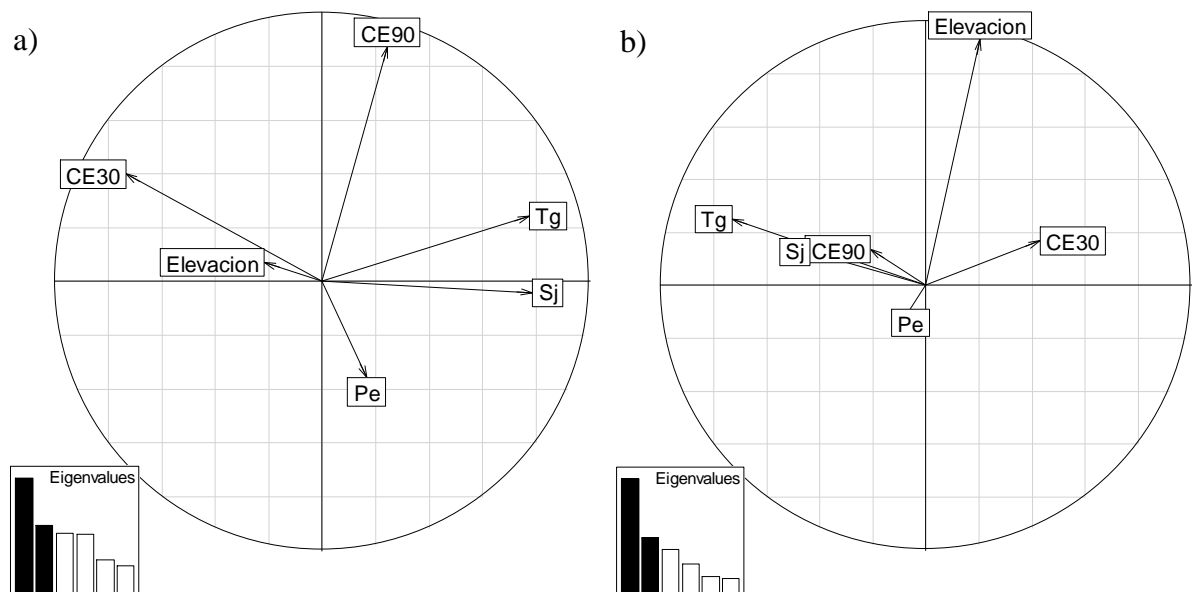 a)
CE90
CE30
Tg
Elevacion
Sj
Pe
Eigenvalues
b)
Elevacion
Tg
Sj
CE90
CE30
Pe
Eigenvalues